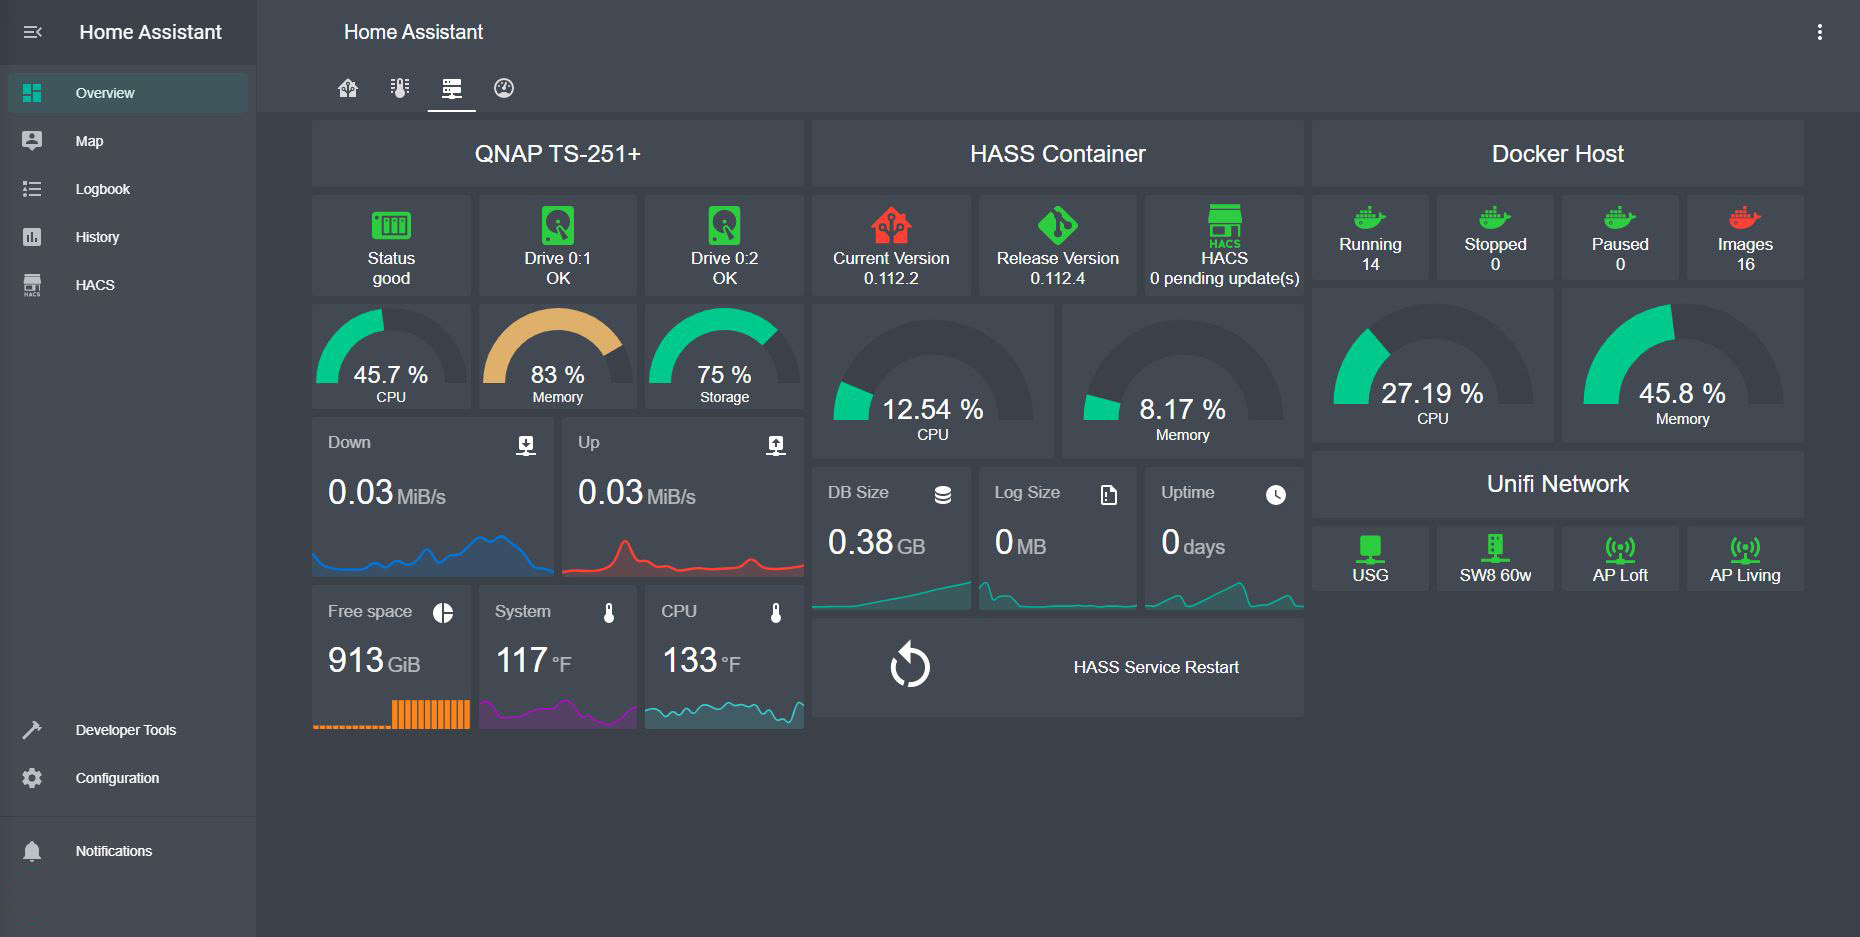 Home Assistant
Overview
Map
Logbook
History
HACS
HACS
Developer Tools
Configuration
Notifications
Home Assistant
QNAP TS-251+
Status
good
Drive 0:1
OK
Drive 0:2
OK
45.7 %
CPU
83 %
Memory
75 %
Storage
Down
0.03 MiB/s
Up
0.03 MiB/s
Free space
913 GiB
System
117 °F
CPU
133 °F
HASS Container
Current Version
0.112.2
Release Version
0.112.4
HACS
HACS
0 pending update(s)
12.54 %
CPU
8.17 %
Memory
DB Size
0.38 GB
Log Size
0 MB
Uptime
0 days
HASS Service Restart
Docker Host
Running
14
Stopped
0
Paused
0
Images
16
27.19 %
CPU
45.8 %
Memory
Unifi Network
USG
SW8 60w
AP Loft
AP Living